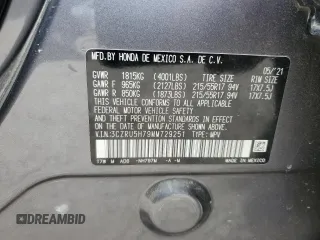 MFD.BY HONDA DE MEXICO S.A. DE C.V.
05/21
GVWR 1815KG (4001LBS) TIRE SIZE RIM SIZE
GAWR F 965KG (2127LBS) 215/55R17 94V 17X7.5J
GAWR R 850KG (1873LBS) 215/55R17 94V 17X7.5J
THIS VEHICLE CONFORMS TO ALL APPLICABLE
FEDERAL MOTOR VEHICLE SAFETY AND
THEFT PREVENTION STANDARDS IN EFFECT ON THE
DATE OF MANUFACTURE SHOWN ABOVE.
V.I.N:3CZRU5H79MM729251 TYPE:MPV
MADE IN MEXICO